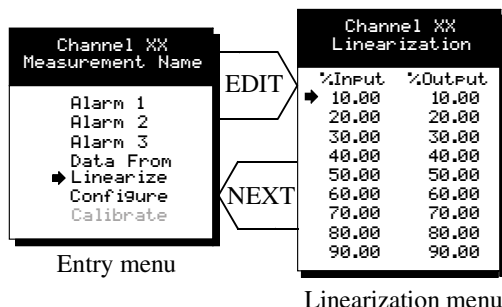 Channel XX
Measurement Name
Alarm 1
Alarm 2
Alarm 3
Data From
Linearize
Configure
Calibrate
Entry menu
EDIT
NEXT
Channel XX
Linearization
%Input %Output
10.00 10.00
20.00 20.00
30.00 30.00
40.00 40.00
50.00 50.00
60.00 60.00
70.00 70.00
80.00 80.00
90.00 90.00
Linearization menu